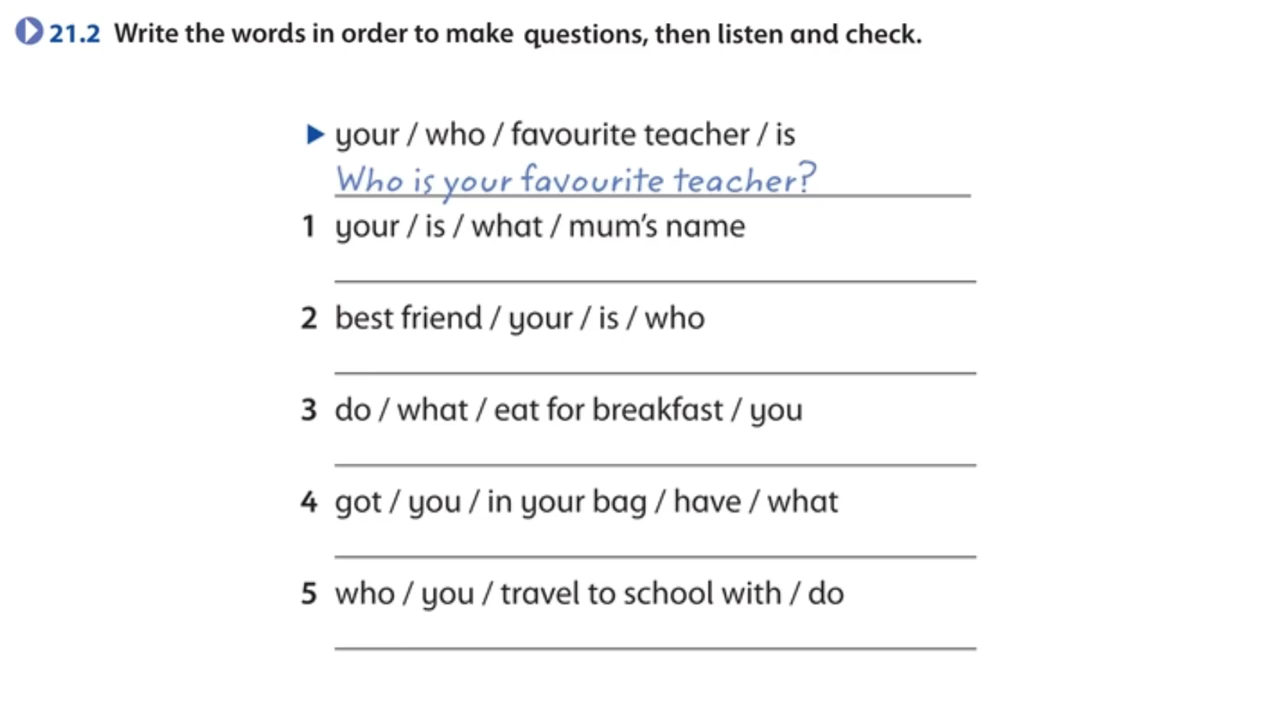 21.2 Write the words in order to make questions, then listen and check.
your / who / favourite teacher / is
Who is your favourite teacher?
1 your / is / what / mum's name
2 best friend / your / is / who
3 do / what / eat for breakfast / you
4 got / you / in your bag / have / what
5 who / you / travel to school with / do